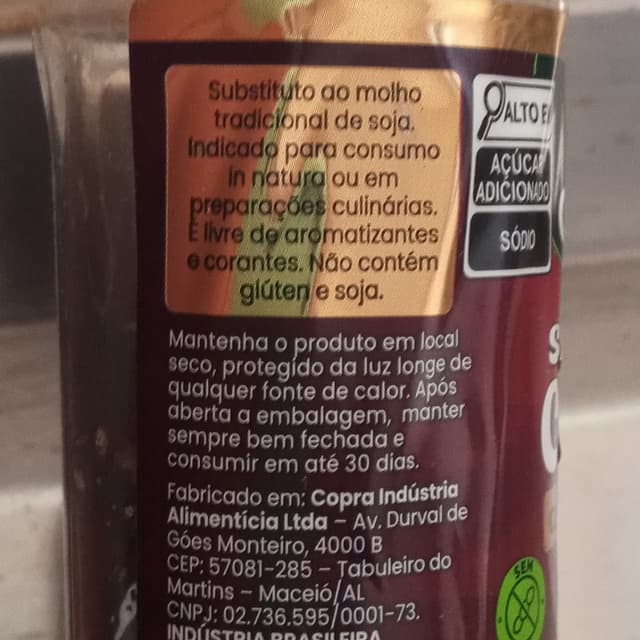 Substituto ao molho
tradicional de soja.
Indicado para consumo
in natura ou em
preparações culinárias.
É livre de aromatizantes
e corantes. Não contém
glúten e soja.
ALTO E
AÇÚCA
ADICIONADO
SÓDIO
Mantenha o produto em local
seco, protegido da luz longe de
qualquer fonte de calor. Após
aberta a embalagem, manter
sempre bem fechada e
consumir em até 30 dias.
Fabricado em: Copra Indústria
Alimentícia Ltda – Av. Durval de
Góes Monteiro, 4000 B
CEP: 57081-285 – Tabuleiro do
Martins – Maceió/AL
CNPJ: 02.736.595/0001-73.
INDÚSTRIA BRASILEIRA
SEM